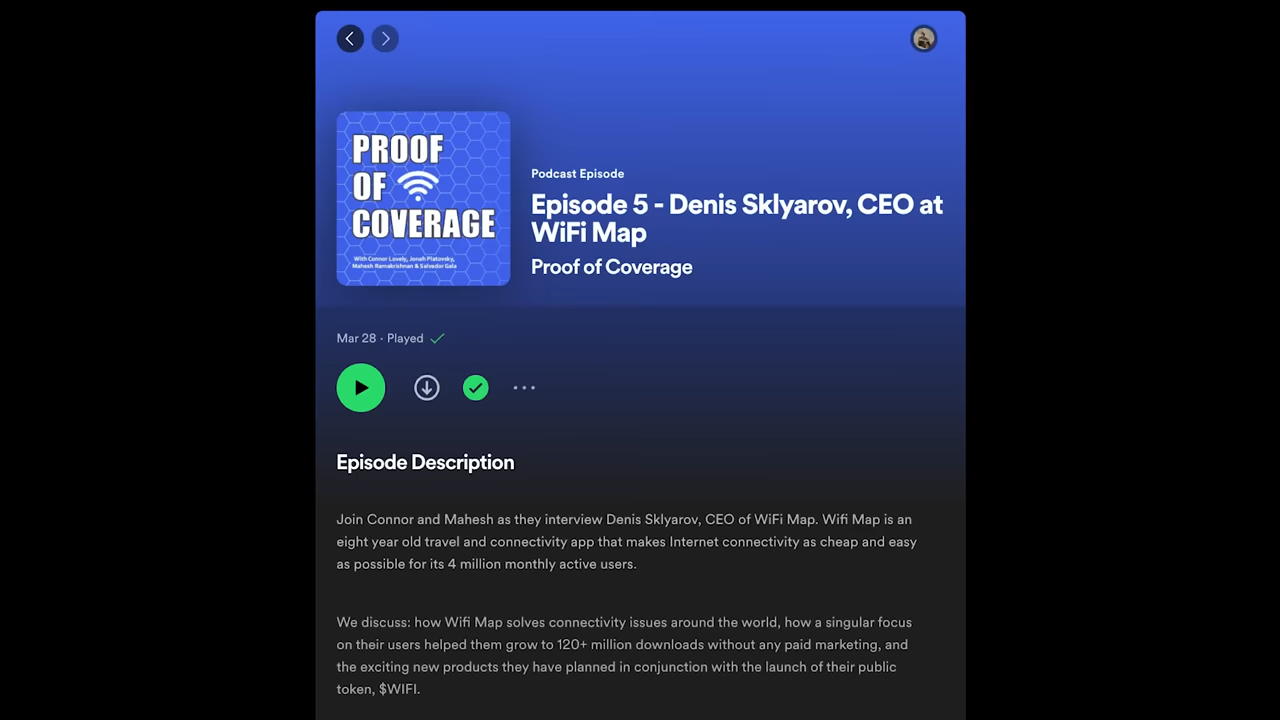 PROOF
OF
COVERAGE
With Connor Lovely, Jonah Platovsky,
Mahesh Ramakrishnan & Salvador Gala
Podcast Episode
Episode 5 - Denis Sklyarov, CEO at
WiFi Map
Proof of Coverage
Mar 28 · Played
Episode Description
Join Connor and Mahesh as they interview Denis Sklyarov, CEO of WiFi Map. Wifi Map is an
eight year old travel and connectivity app that makes Internet connectivity as cheap and easy
as possible for its 4 million monthly active users.
We discuss: how Wifi Map solves connectivity issues around the world, how a singular focus
on their users helped them grow to 120+ million downloads without any paid marketing, and
the exciting new products they have planned in conjunction with the launch of their public
token, $WIFI.